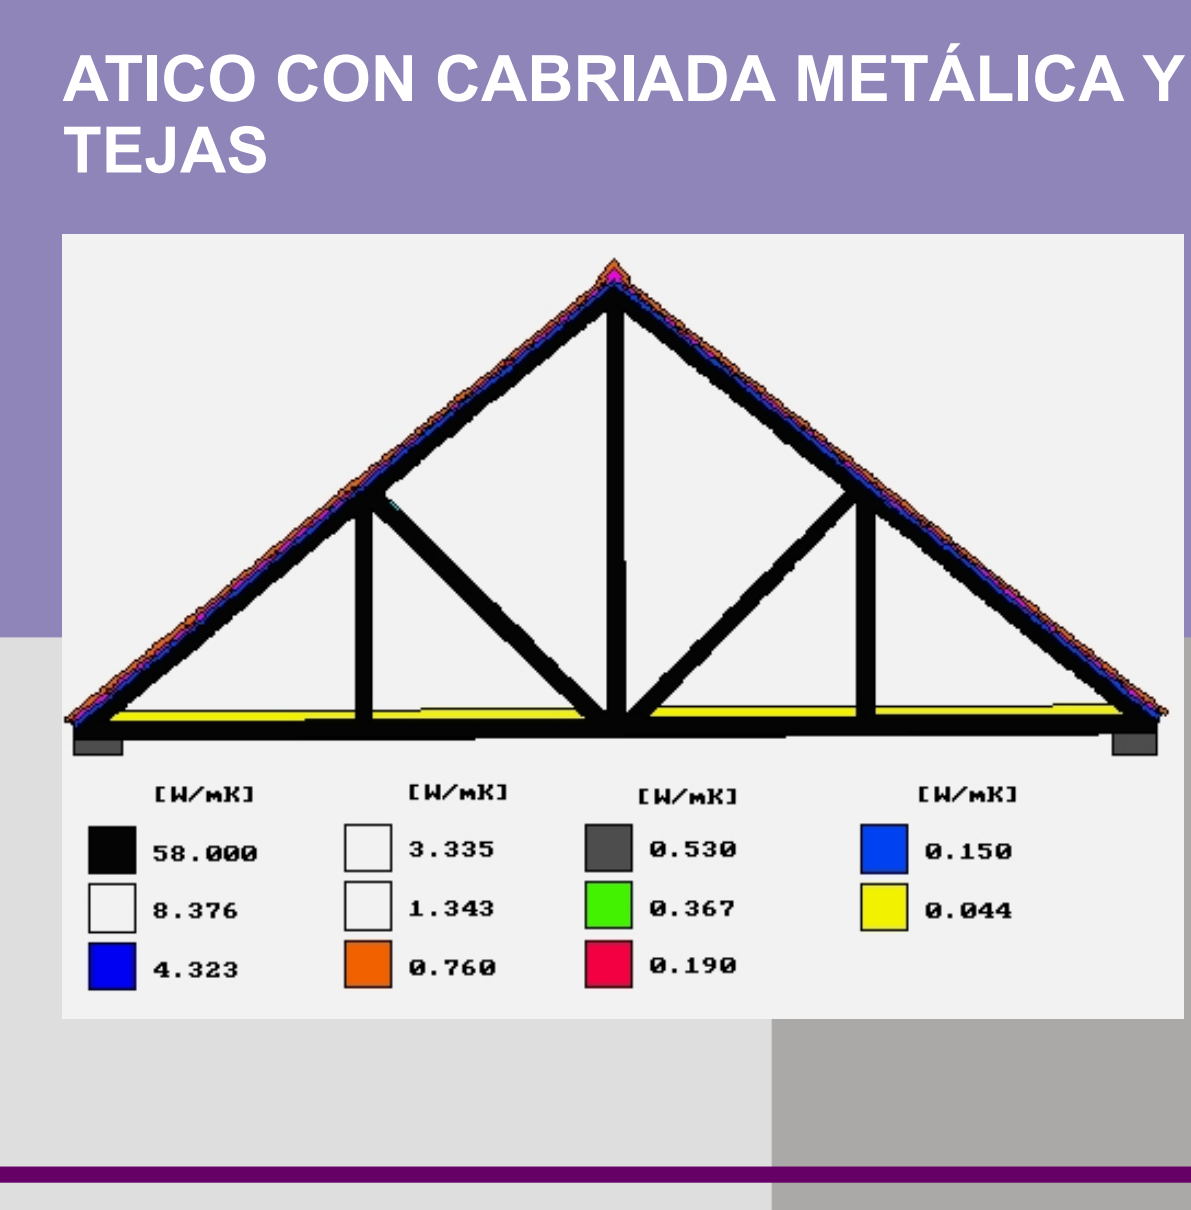 ATICO CON CABRIADA METÁLICA Y
TEJAS
[W/mK] [W/mK] [W/mK] [W/mK]
58.000 3.335 0.530 0.150
8.376 1.343 0.367 0.044
4.323 0.760 0.190